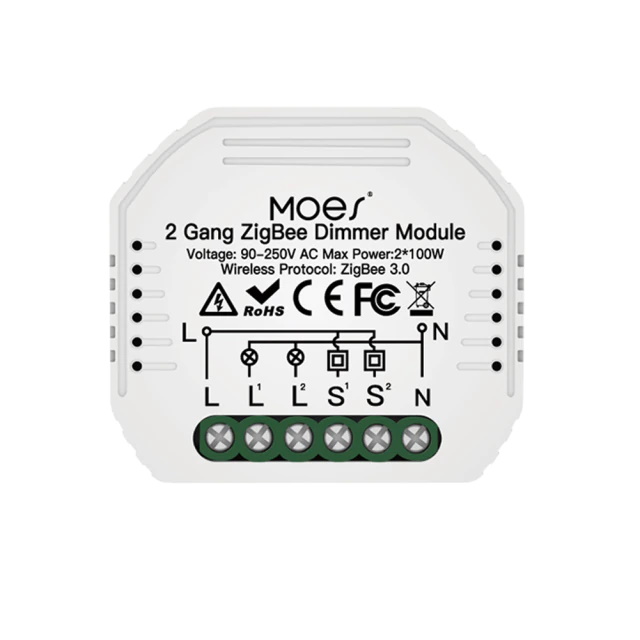 MOES®
2 Gang ZigBee Dimmer Module
Voltage: 90-250V AC Max Power:2*100W
Wireless Protocol: ZigBee 3.0
RoHS CE FC
L N
L L¹ L² S¹ S² N